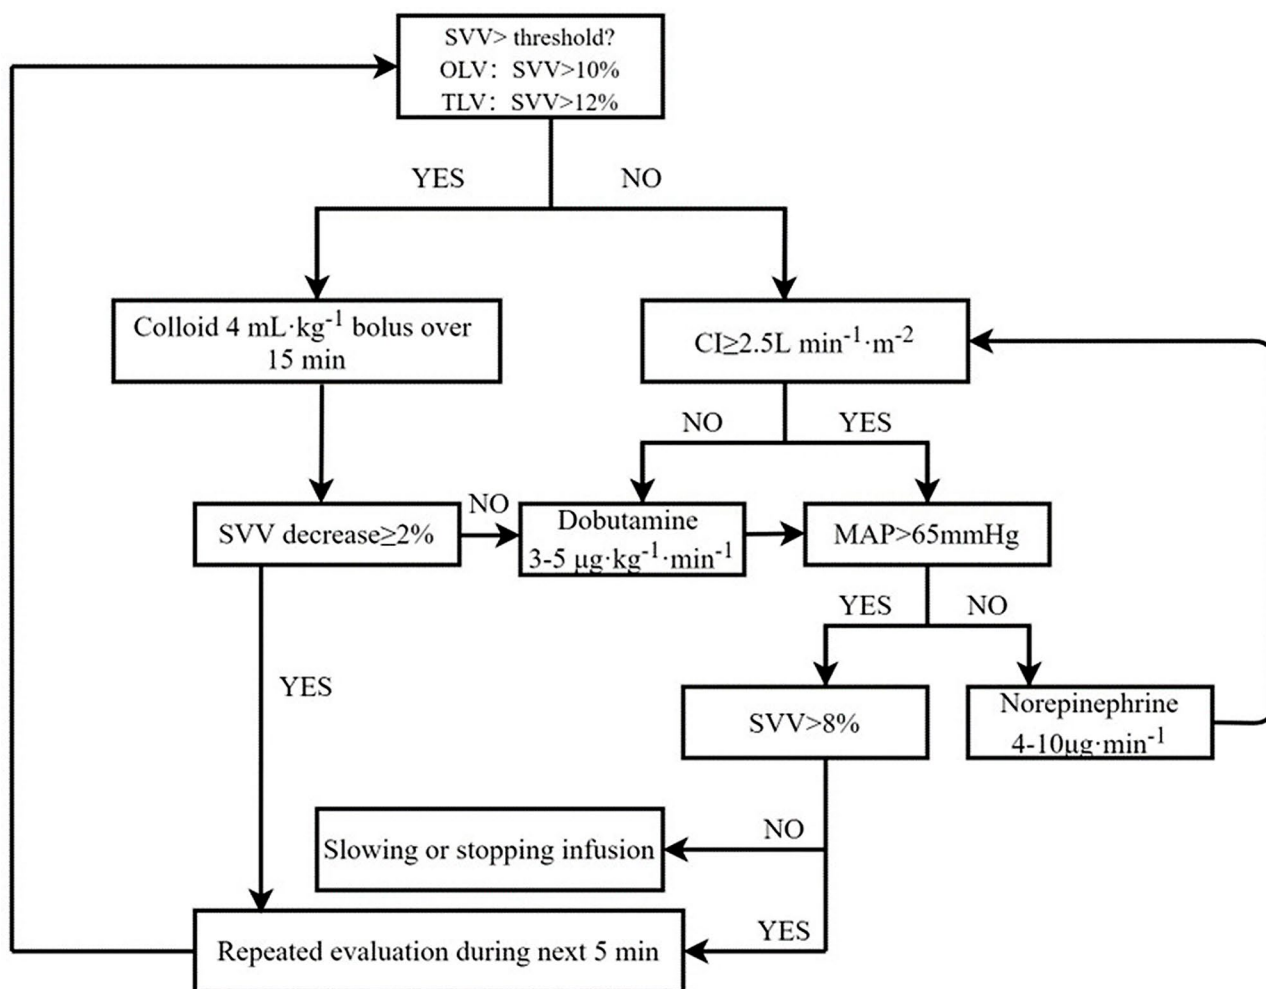 SVV> threshold?
OLV： SVV>10%
TLV： SVV>12%
YES
NO
Colloid 4 mL·kg⁻¹ bolus over
15 min
CI≥2.5L min⁻¹·m⁻²
NO
YES
SVV decrease≥2%
NO
Dobutamine
3-5 μg·kg⁻¹·min⁻¹
MAP>65mmHg
YES
NO
YES
SVV>8%
Norepinephrine
4-10μg·min⁻¹
NO
Slowing or stopping infusion
YES
Repeated evaluation during next 5 min